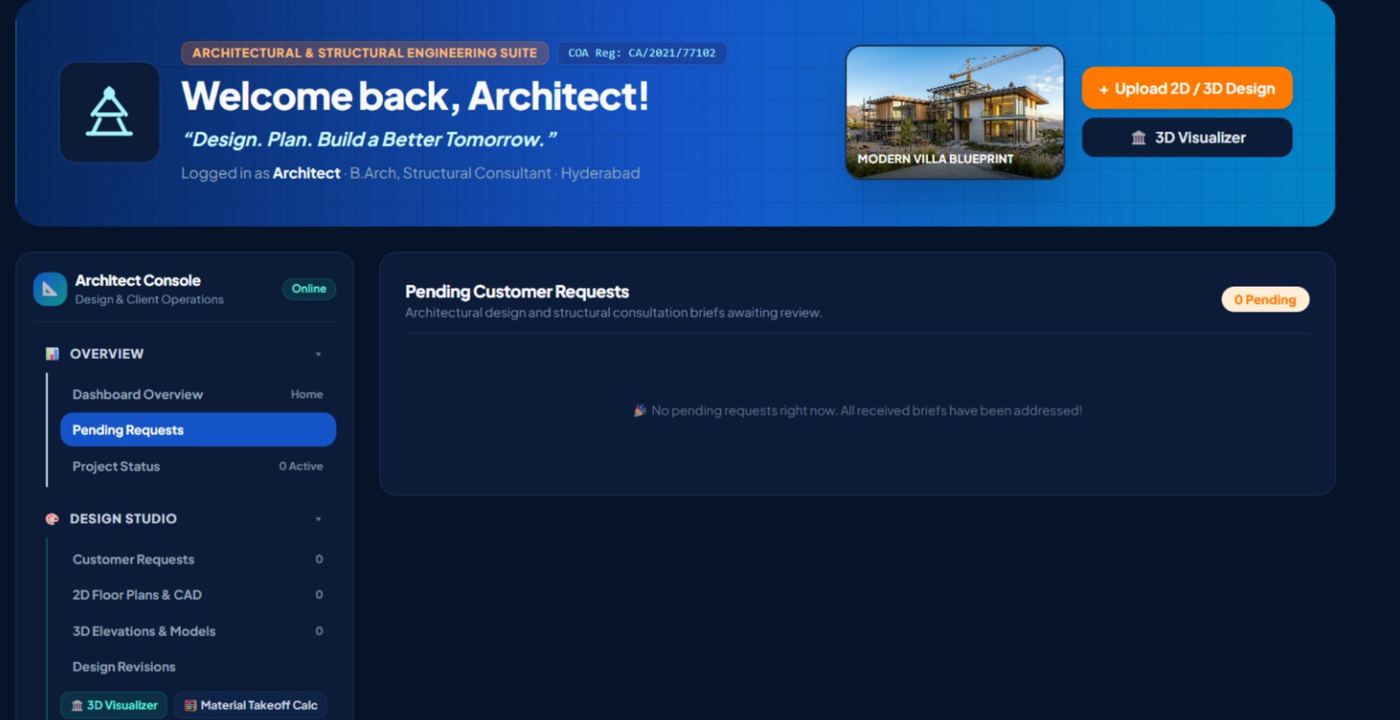 ARCHITECTURAL & STRUCTURAL ENGINEERING SUITE
COA Reg: CA/2021/77102
Welcome back, Architect!
“Design. Plan. Build a Better Tomorrow.”
Logged in as Architect · B.Arch, Structural Consultant · Hyderabad
MODERN VILLA BLUEPRINT
+ Upload 2D / 3D Design
3D Visualizer
Architect Console
Design & Client Operations
Online
OVERVIEW
Dashboard Overview Home
Pending Requests
Project Status 0 Active
DESIGN STUDIO
Customer Requests 0
2D Floor Plans & CAD 0
3D Elevations & Models 0
Design Revisions
3D Visualizer
Material Takeoff Calc
Pending Customer Requests
Architectural design and structural consultation briefs awaiting review.
0 Pending
No pending requests right now. All received briefs have been addressed!